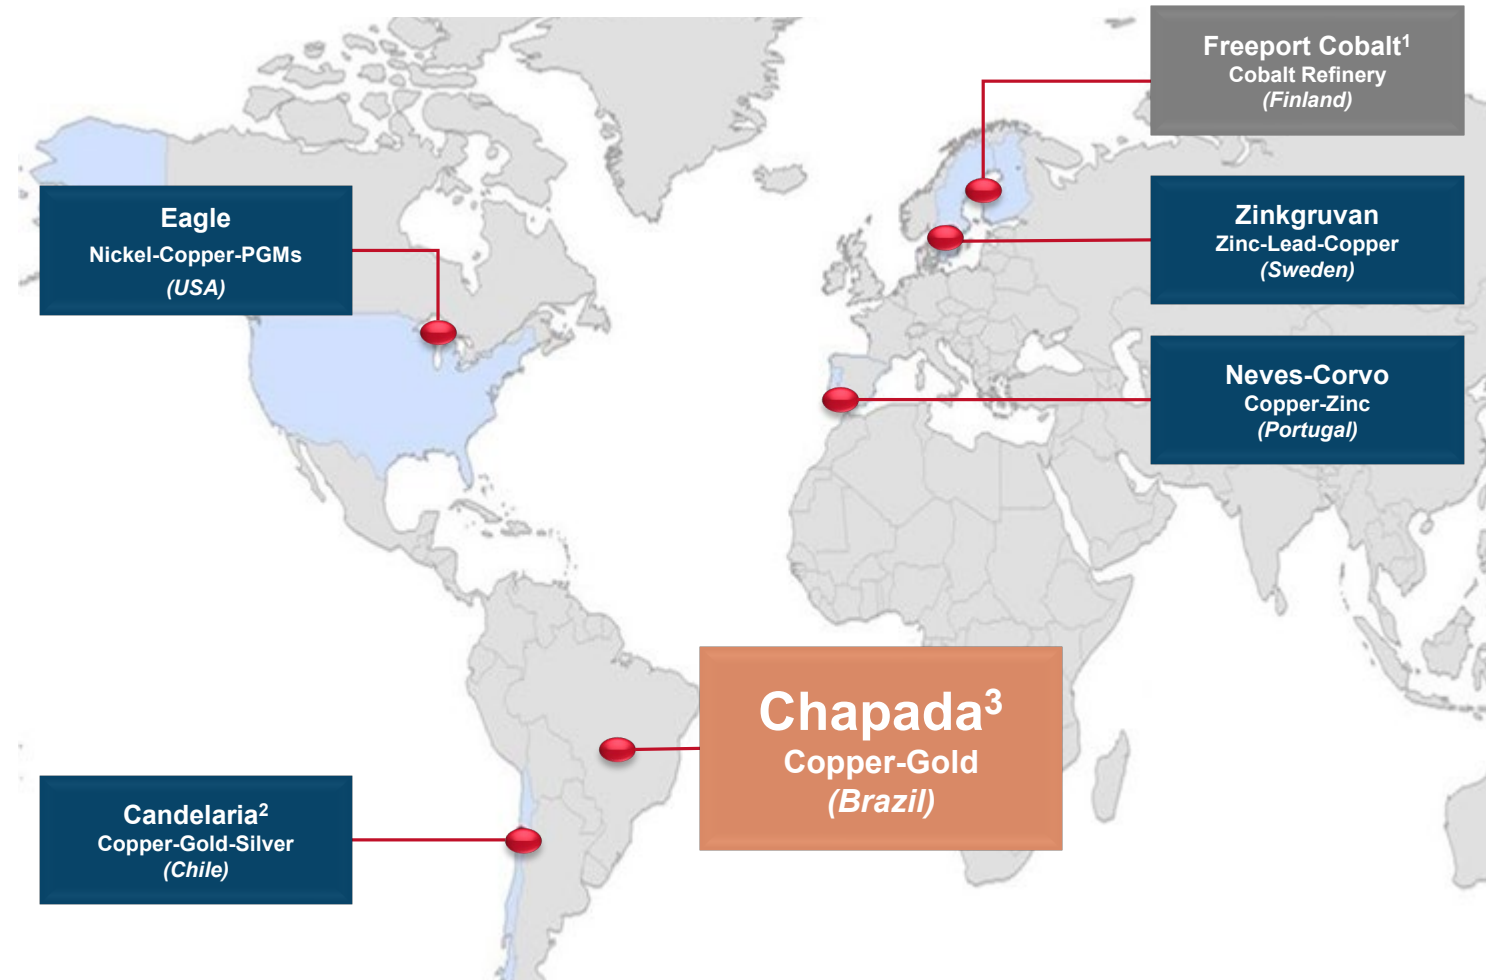 Freeport Cobalt¹
Cobalt Refinery
(Finland)
Eagle
Nickel-Copper-PGMs
(USA)
Zinkgruvan
Zinc-Lead-Copper
(Sweden)
Neves-Corvo
Copper-Zinc
(Portugal)
Chapada³
Copper-Gold
(Brazil)
Candelaria²
Copper-Gold-Silver
(Chile)